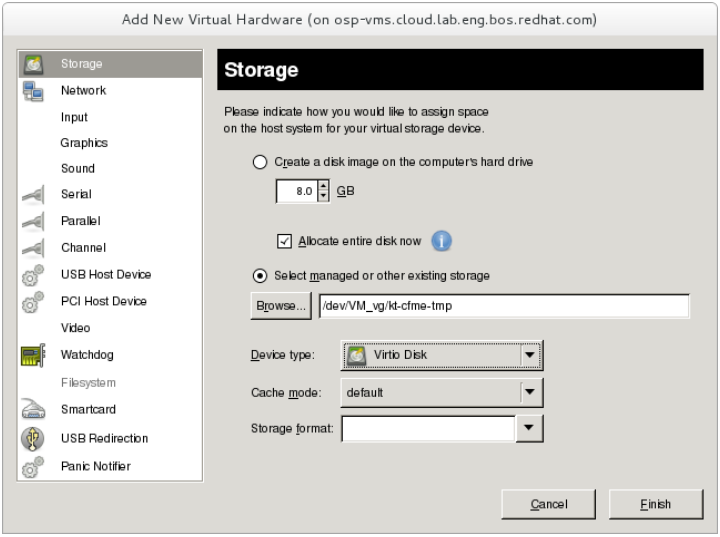 Add New Virtual Hardware (on osp-vms.cloud.lab.eng.bos.redhat.com)
Storage
Network
Input
Graphics
Sound
Serial
Parallel
Channel
USB Host Device
PCI Host Device
Video
Watchdog
Filesystem
Smartcard
USB Redirection
Panic Notifier
Storage
Please indicate how you would like to assign space
on the host system for your virtual storage device.
Create a disk image on the computer's hard drive
8.0 GB
Allocate entire disk now
Select managed or other existing storage
Browse... /dev/VM_vg/kt-cfme-tmp
Device type: Virtio Disk
Cache mode: default
Storage format:
Cancel Finish